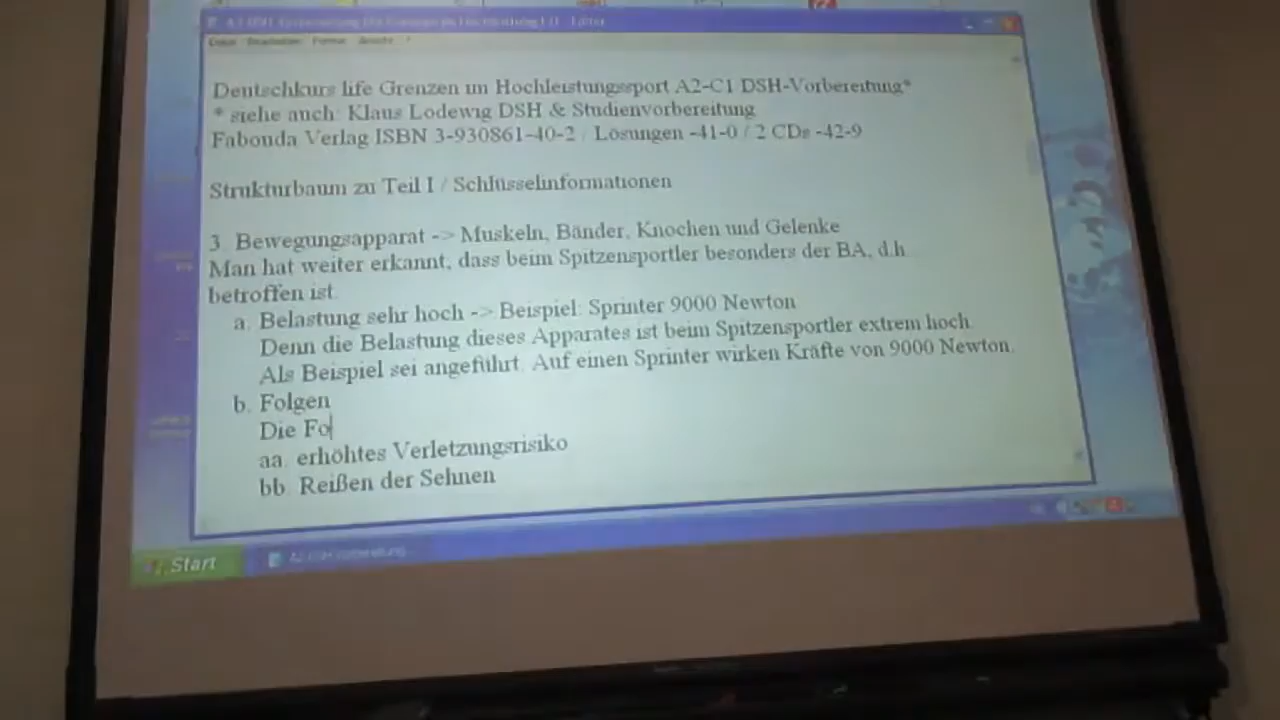 Deutschkurs life Grenzen im Hochleistungssport A2-C1 DSH-Vorbereitung*
* siehe auch: Klaus Lodewig DSH & Studienvorbereitung
Fabouda Verlag ISBN 3-930861-40-2 / Lösungen -41-0 / 2 CDs -42-9
Strukturbaum zu Teil I / Schlüsselinformationen
3. Bewegungsapparat -> Muskeln, Bänder, Knochen und Gelenke
Man hat weiter erkannt, dass beim Spitzensportler besonders der BA, d.h.
betroffen ist.
a. Belastung sehr hoch -> Beispiel: Sprinter 9000 Newton
Denn die Belastung dieses Apparates ist beim Spitzensportler extrem hoch.
Als Beispiel sei angeführt: Auf einen Sprinter wirken Kräfte von 9000 Newton.
b. Folgen
Die Fo
aa. erhöhtes Verletzungsrisiko
bb. Reißen der Sehnen
Start